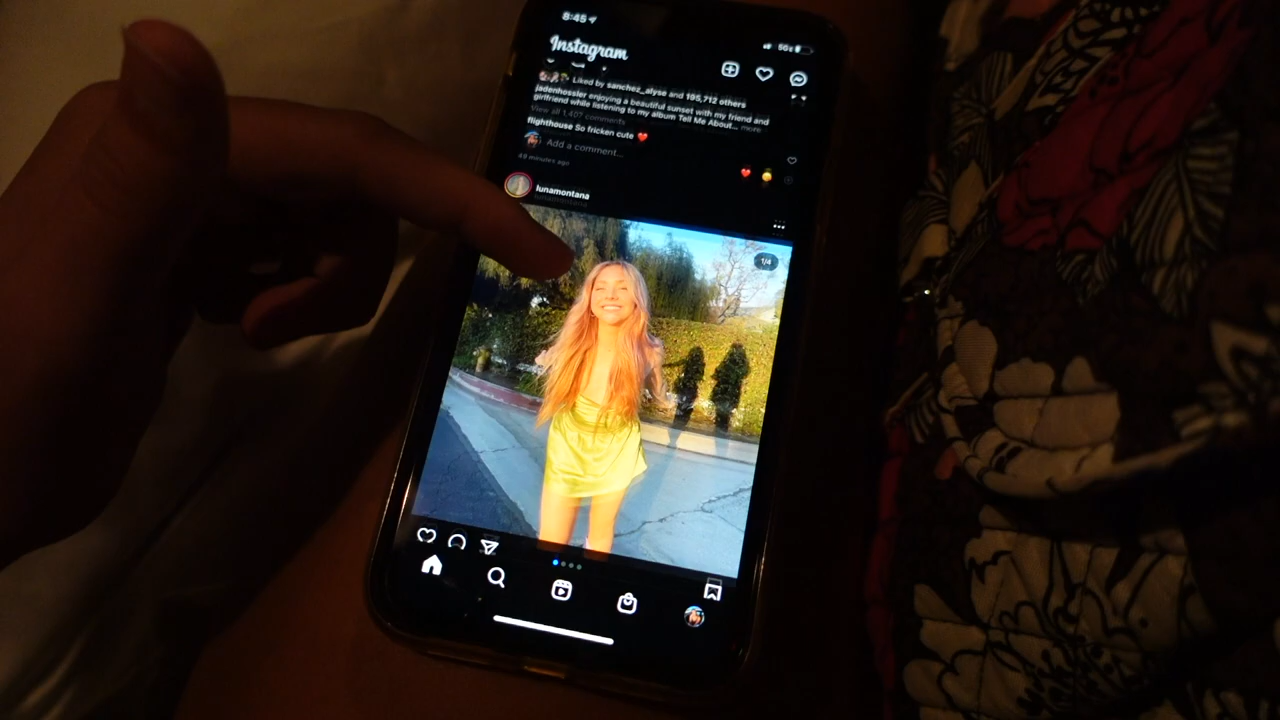 8:45
5G
Instagram
Liked by sanchez_alyse and 195,712 others
jadenhossler enjoying a beautiful sunset with my friend and
girlfriend while listening to my album Tell Me About... more
View all 1,407 comments
flighthouse So fricken cute ❤️
Add a comment...
49 minutes ago
lunamontana
1/4